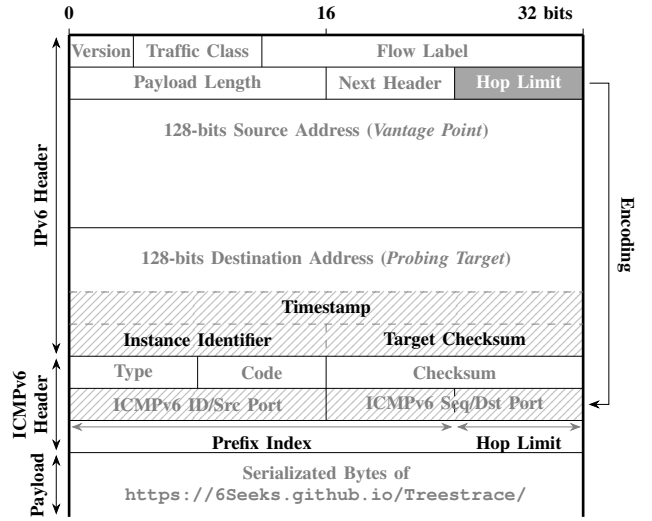 0 16 32 bits
Version Traffic Class Flow Label
Payload Length Next Header Hop Limit
128-bits Source Address (Vantage Point)
IPv6 Header
Encoding
128-bits Destination Address (Probing Target)
Timestamp
Instance Identifier Target Checksum
Type Code Checksum
ICMPv6
Header
ICMPv6 ID/Src Port ICMPv6 Seq/Dst Port
Prefix Index Hop Limit
Payload
Serializated Bytes of
https://6Seeks.github.io/Treestrace/